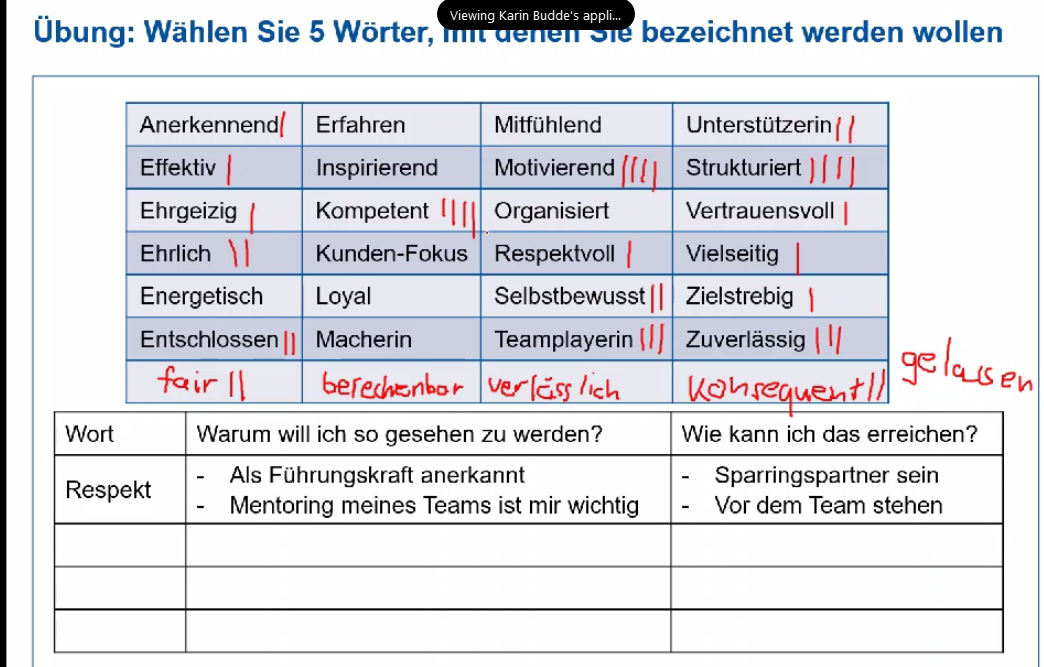 Viewing Karin Budde's appli...
Übung: Wählen Sie 5 Wörter, mit denen Sie bezeichnet werden wollen
Anerkennend Erfahren Mitfühlend Unterstützerin
Effektiv Inspirierend Motivierend Strukturiert
Ehrgeizig Kompetent Organisiert Vertrauensvoll
Ehrlich Kunden-Fokus Respektvoll Vielseitig
Energetisch Loyal Selbstbewusst Zielstrebig
Entschlossen Macherin Teamplayerin Zuverlässig
fair berechenbar verlässlich konsequent gelassen
Wort Warum will ich so gesehen zu werden? Wie kann ich das erreichen?
Respekt - Als Führungskraft anerkannt - Sparringspartner sein
- Mentoring meines Teams ist mir wichtig - Vor dem Team stehen